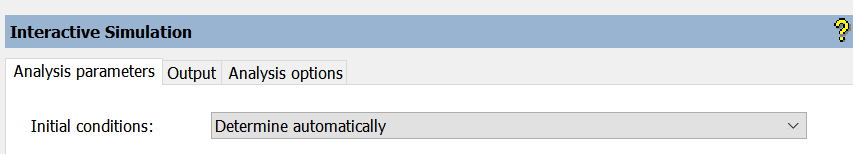 Interactive Simulation ?
Analysis parameters Output Analysis options
Initial conditions: Determine automatically